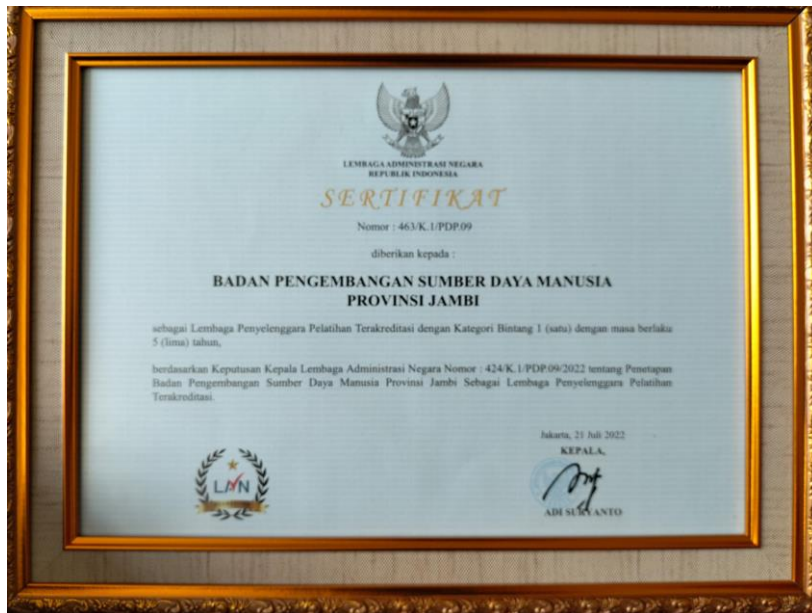 LEMBAGA ADMINISTRASI NEGARA
REPUBLIK INDONESIA
SERTIFIKAT
Nomor : 463/K.1/PDP.09
diberikan kepada :
BADAN PENGEMBANGAN SUMBER DAYA MANUSIA
PROVINSI JAMBI
sebagai Lembaga Penyelenggara Pelatihan Terakreditasi dengan Kategori Bintang 1 (satu) dengan masa berlaku
5 (lima) tahun,
berdasarkan Keputusan Kepala Lembaga Administrasi Negara Nomor : 424/K.1/PDP.09/2022 tentang Penetapan
Badan Pengembangan Sumber Daya Manusia Provinsi Jambi Sebagai Lembaga Penyelenggara Pelatihan
Terakreditasi.
Jakarta, 21 Juli 2022
KEPALA,
ADI SURYANTO
LAN